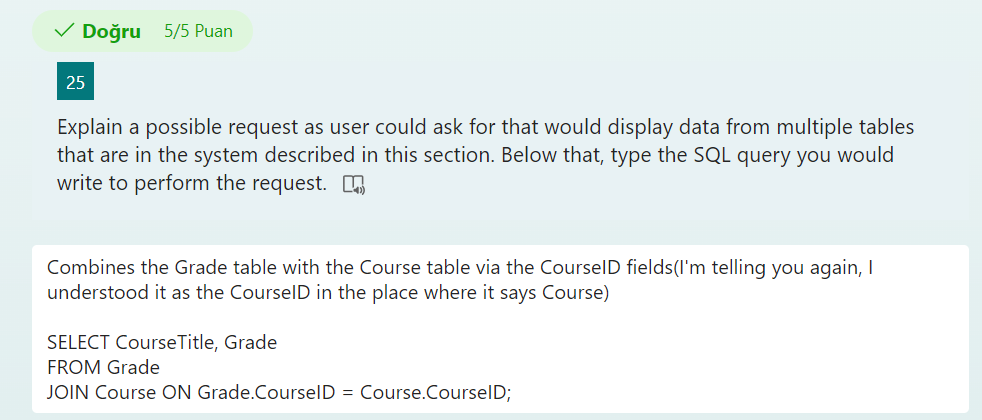 Doğru 5/5 Puan
25
Explain a possible request as user could ask for that would display data from multiple tables
that are in the system described in this section. Below that, type the SQL query you would
write to perform the request.
Combines the Grade table with the Course table via the CourseID fields(I'm telling you again, I
understood it as the CourseID in the place where it says Course)
SELECT CourseTitle, Grade
FROM Grade
JOIN Course ON Grade.CourseID = Course.CourseID;